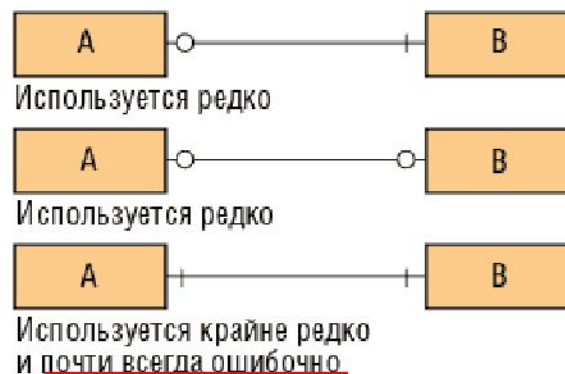 A B
Используется редко
A B
Используется редко
A B
Используется крайне редко
и почти всегда ошибочно